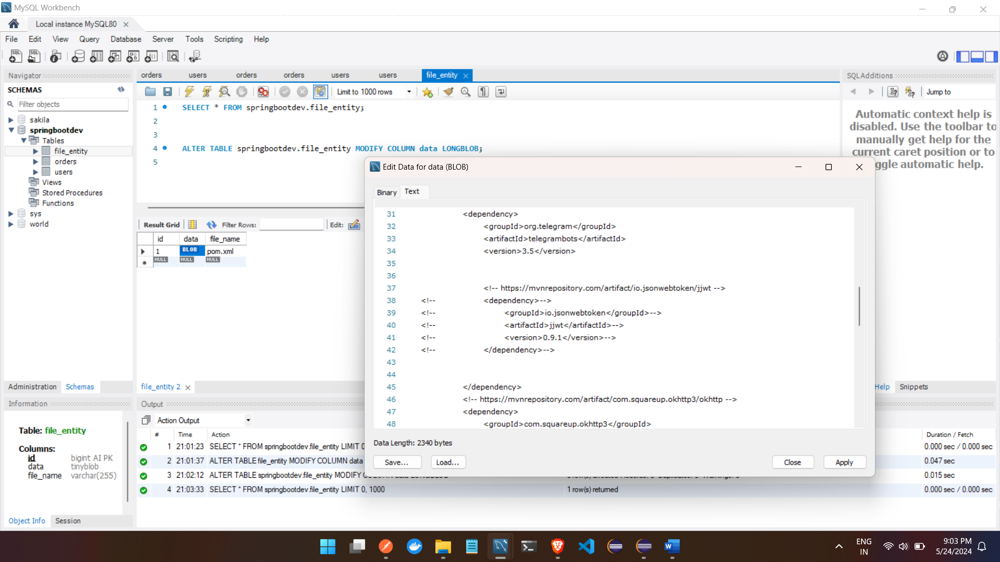 MySQL Workbench
Local instance MySQL80
File Edit View Query Database Server Tools Scripting Help
Navigator
SCHEMAS
Filter objects
sakila
springbootdev
Tables
file_entity
orders
users
Views
Stored Procedures
Functions
sys
world
Administration Schemas
Information
Table: file_entity
Columns:
id bigint AI PK
data tinyblob
file_name varchar(255)
Object Info Session
orders users orders orders users users file_entity
Limit to 1000 rows
1 SELECT * FROM springbootdev.file_entity;
2
3
4 ALTER TABLE springbootdev.file_entity MODIFY COLUMN data LONGBLOB;
5
Result Grid Filter Rows: Edit:
id data file_name
1 BLOB pom.xml
NULL NULL NULL
file_entity 2
SQLAdditions
Jump to
Automatic context help is
disabled. Use the toolbar to
manually get help for the
current caret position or to
ggle automatic help.
Help Snippets
Edit Data for data (BLOB)
Binary Text
31 <dependency>
32 <groupId>org.telegram</groupId>
33 <artifactId>telegrambots</artifactId>
34 <version>3.5</version>
35
36
37 <!-- https://mvnrepository.com/artifact/io.jsonwebtoken/jjwt -->
38 <!-- <dependency>-->
39 <!-- <groupId>io.jsonwebtoken</groupId>-->
40 <!-- <artifactId>jjwt</artifactId>-->
41 <!-- <version>0.9.1</version>-->
42 <!-- </dependency>-->
43
44
45 </dependency>
46 <!-- https://mvnrepository.com/artifact/com.squareup.okhttp3/okhttp -->
47 <dependency>
48 <groupId>com.squareup.okhttp3</groupId>
Data Length: 2340 bytes
Save... Load... Close Apply
Output
Action Output
# Time Action Duration / Fetch
1 21:01:23 SELECT * FROM springbootdev.file_entity LIMIT 0 0.000 sec / 0.000 sec
2 21:01:37 ALTER TABLE file_entity MODIFY COLUMN data 0.047 sec
3 21:02:12 ALTER TABLE springbootdev.file_entity MODIFY COLUMN data LONGBLOB 0.015 sec
4 21:03:33 SELECT * FROM springbootdev.file_entity LIMIT 0, 1000 1 row(s) returned 0.000 sec / 0.000 sec
ENG
IN
9:03 PM
5/24/2024